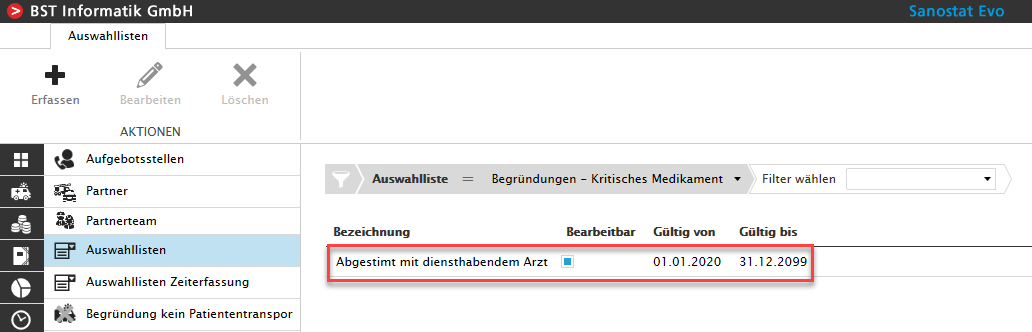 BST Informatik GmbH
Sanostat Evo
Auswahllisten
Erfassen
Bearbeiten
Löschen
AKTIONEN
Aufgebotsstellen
Partner
Partnerteam
Auswahllisten
Auswahllisten Zeiterfassung
Begründung kein Patiententranspor
Auswahlliste = Begründungen - Kritisches Medikament Filter wählen
Bezeichnung Bearbeitbar Gültig von Gültig bis
Abgestimt mit diensthabendem Arzt 01.01.2020 31.12.2099